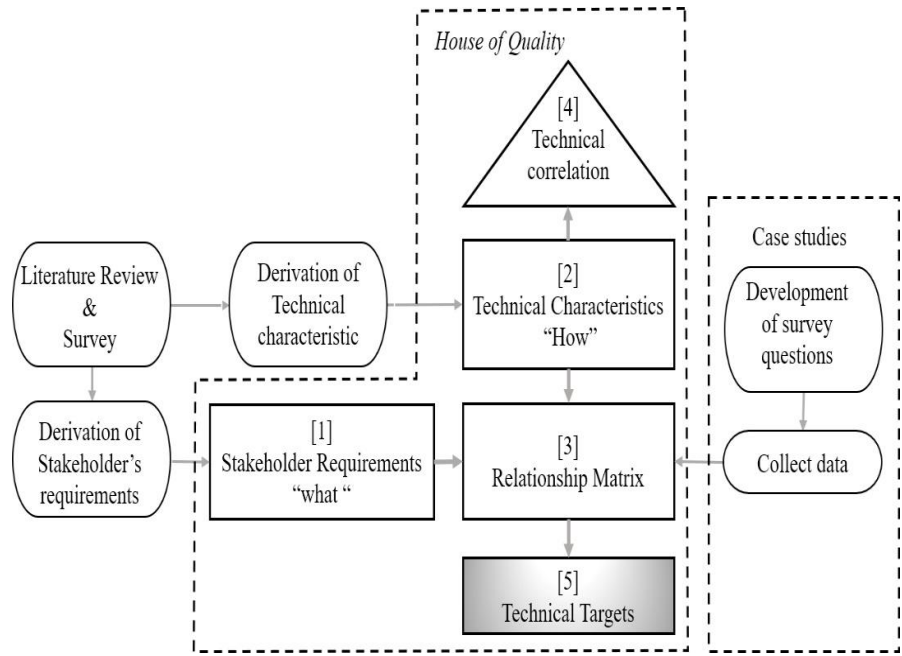 House of Quality
[4]
Technical
correlation
Case studies
Literature Review
&
Survey
Derivation of
Technical
characteristic
[2]
Technical Characteristics
“How”
Development
of survey
questions
Derivation of
Stakeholder’s
requirements
[1]
Stakeholder Requirements
“what “
[3]
Relationship Matrix
Collect data
[5]
Technical Targets